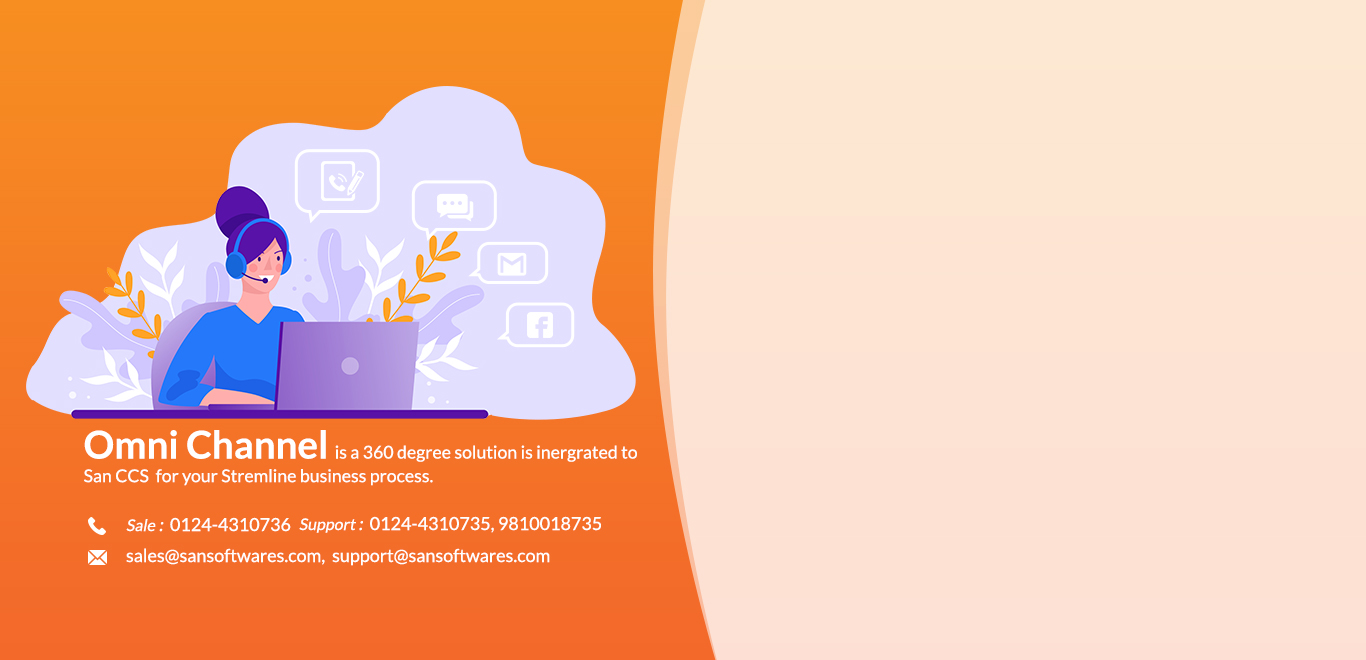 Omni Channel is a 360 degree solution is inergrated to
San CCS for your Stremline business process.
Sale : 0124-4310736 Support : 0124-4310735, 9810018735
sales@sansoftwares.com, support@sansoftwares.com